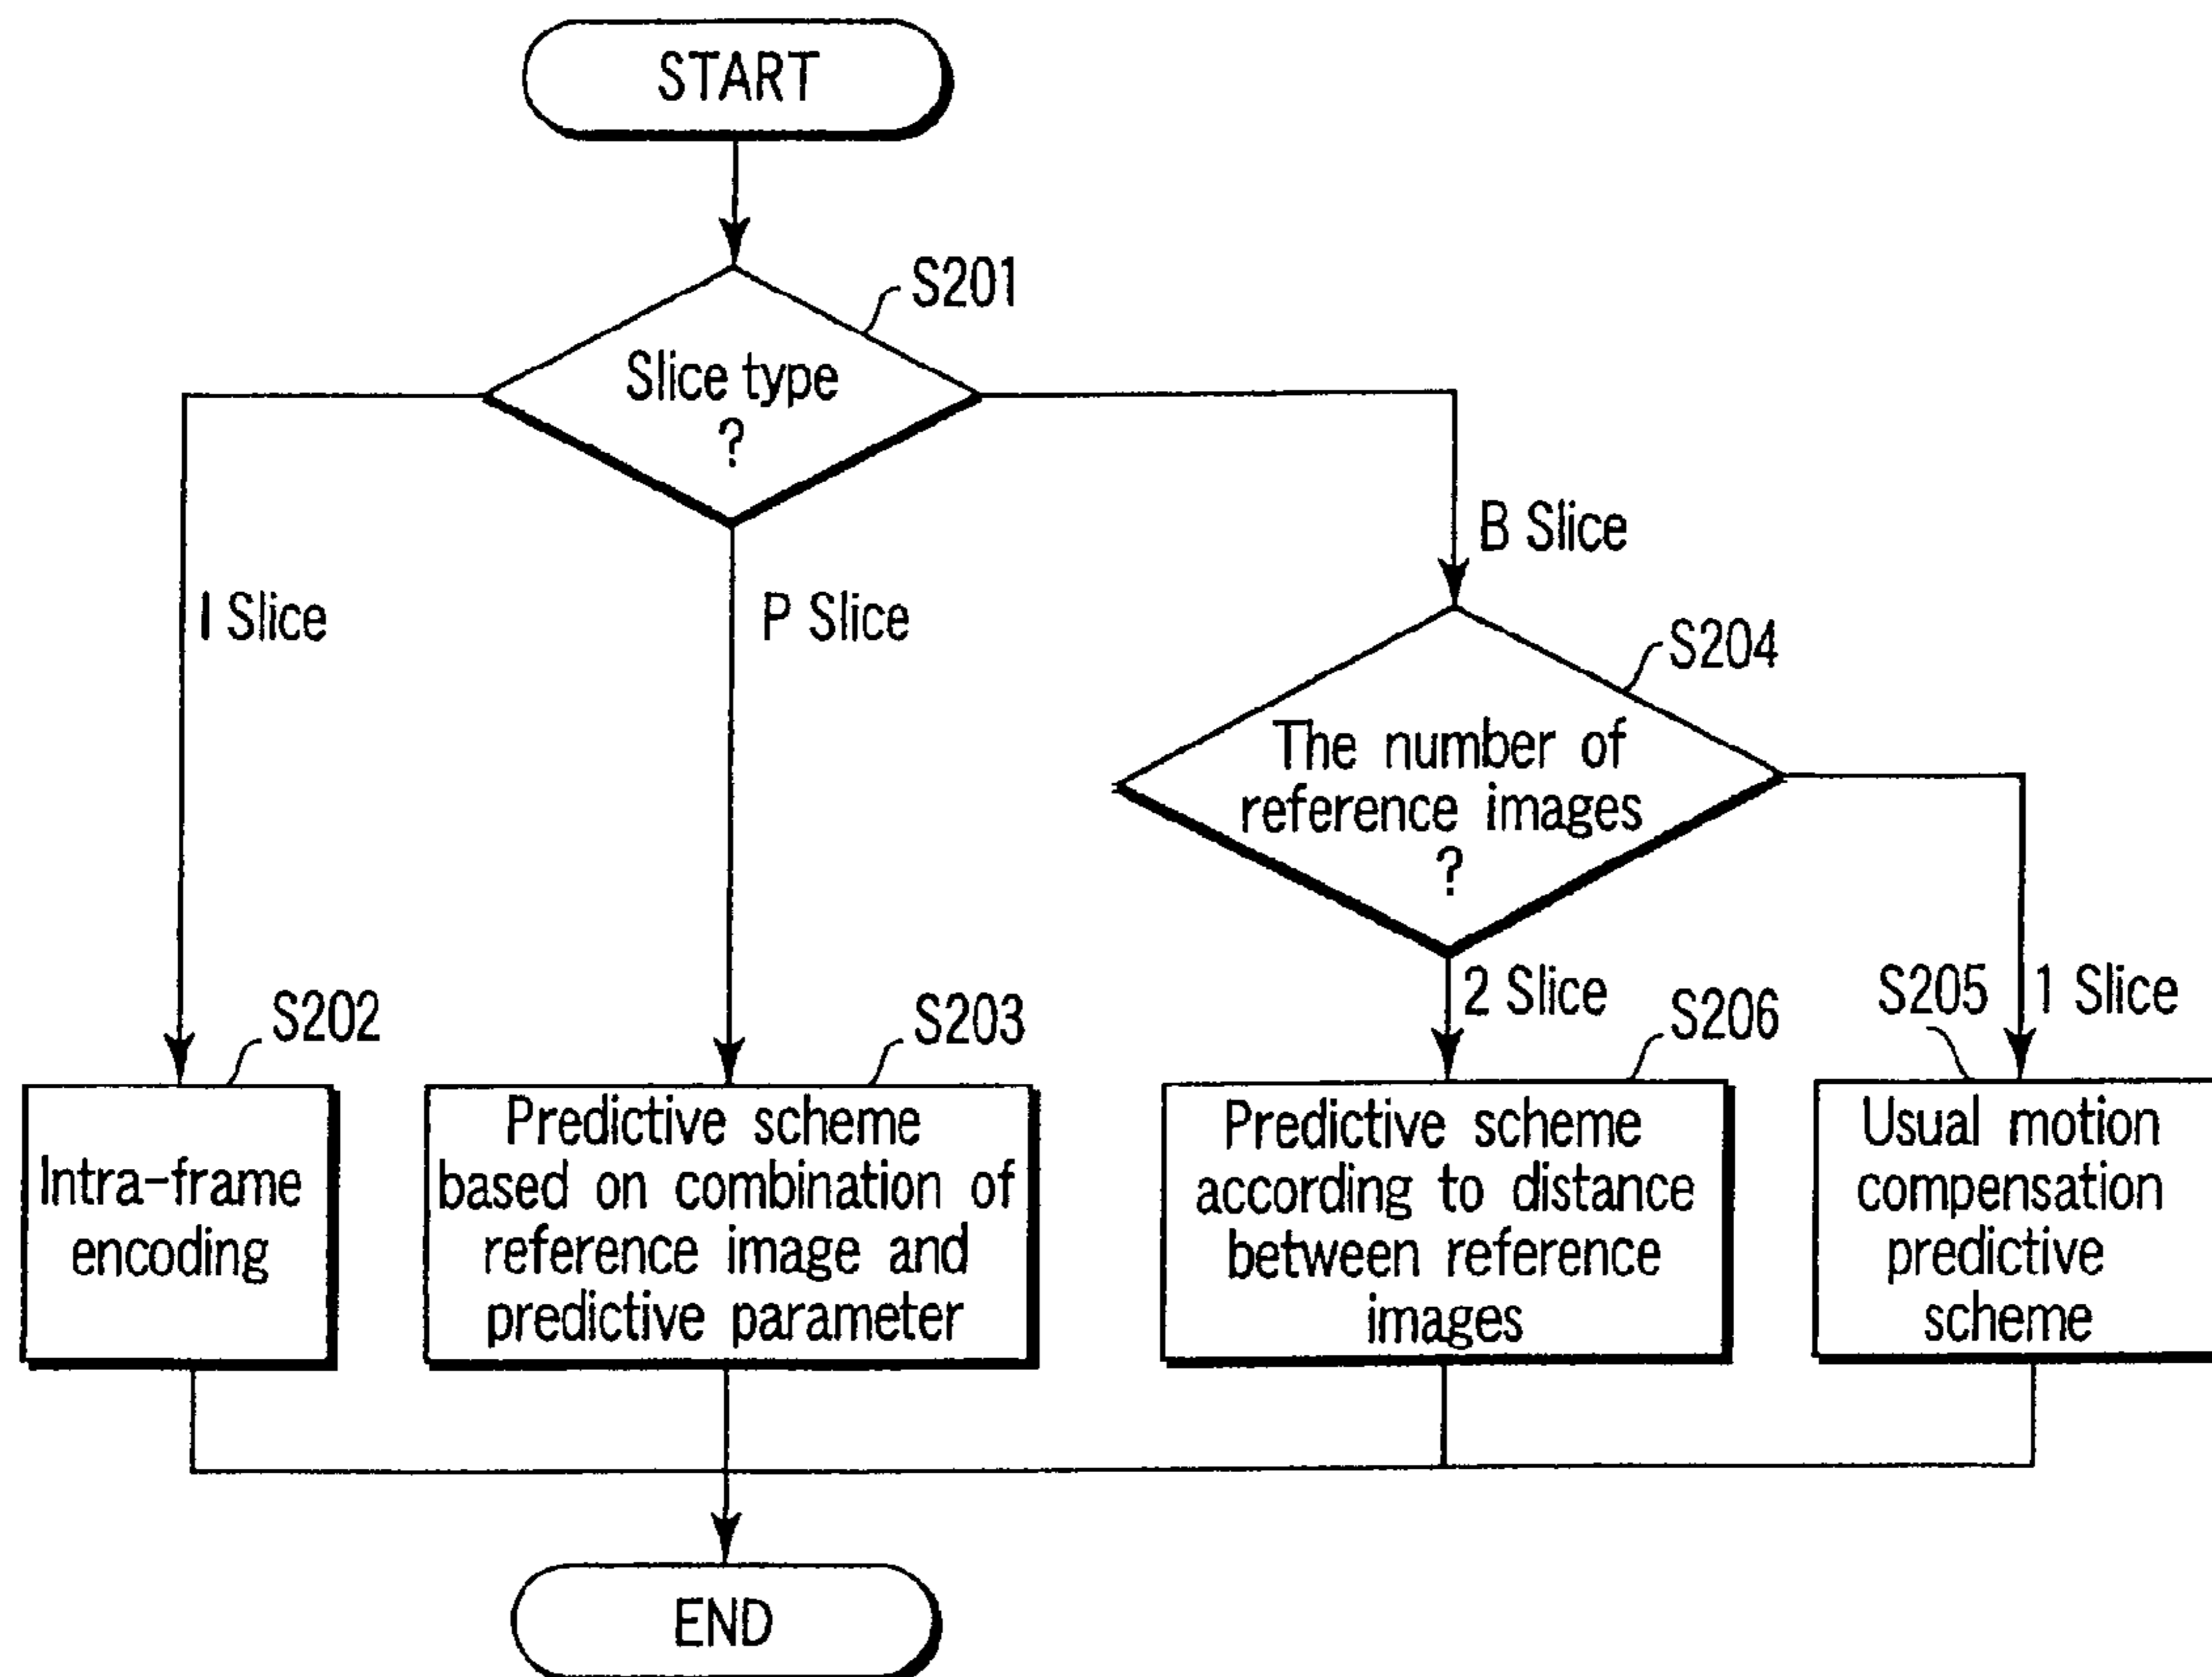 START
S201
Slice type
?
B Slice
I Slice
P Slice
S204
The number of
reference images
?
2 Slice
S205
1 Slice
S202
S203
S206
Intra-frame
encoding
Predictive scheme
based on combination of
reference image and
predictive parameter
Predictive scheme
according to distance
between reference
images
Usual motion
compensation
predictive
scheme
END